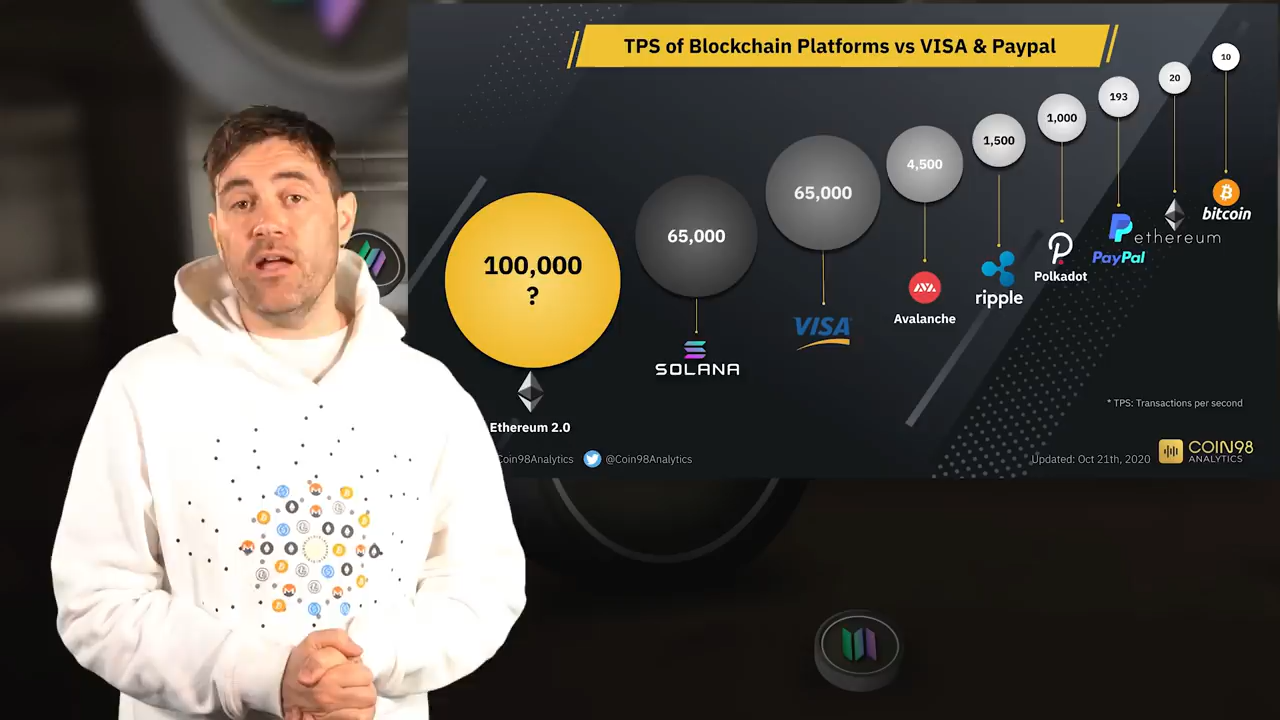 TPS of Blockchain Platforms vs VISA & Paypal
100,000
?
Ethereum 2.0
65,000
SOLANA
65,000
VISA
4,500
Avalanche
1,500
ripple
1,000
Polkadot
193
PayPal
20
ethereum
10
bitcoin
* TPS: Transactions per second
Coin98Analytics
@Coin98Analytics
Updated: Oct 21th, 2020
COIN98
ANALYTICS